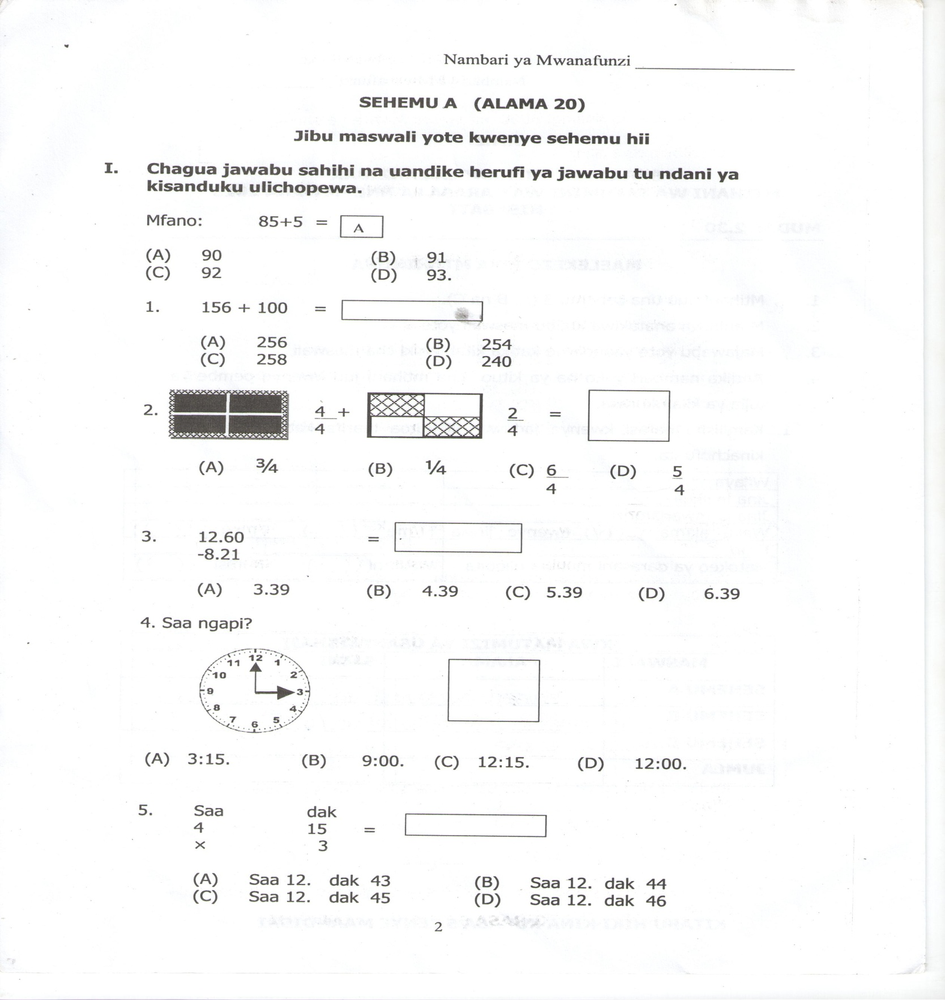 Nambari ya Mwanafunzi
SEHEMU A (ALAMA 20)
Jibu maswali yote kwenye sehemu hii
I. Chagua jawabu sahihi na uandike herufi ya jawabu tu ndani ya
kisanduku ulichopewa.
Mfano: 85+5 = A
(A) 90 (B) 91
(C) 92 (D) 93.
1. 156 + 100 =
(A) 256 (B) 254
(C) 258 (D) 240
2. 4/4 + 2/4 =
(A) ¾ (B) ¼ (C) 6/4 (D) 5/4
3. 12.60 =
-8.21
(A) 3.39 (B) 4.39 (C) 5.39 (D) 6.39
4. Saa ngapi?
12 1 2 3 4 5 6 7 8 9 10 11
(A) 3:15. (B) 9:00. (C) 12:15. (D) 12:00.
5. Saa dak
4 15 =
× 3
(A) Saa 12. dak 43 (B) Saa 12. dak 44
(C) Saa 12. dak 45 (D) Saa 12. dak 46
2